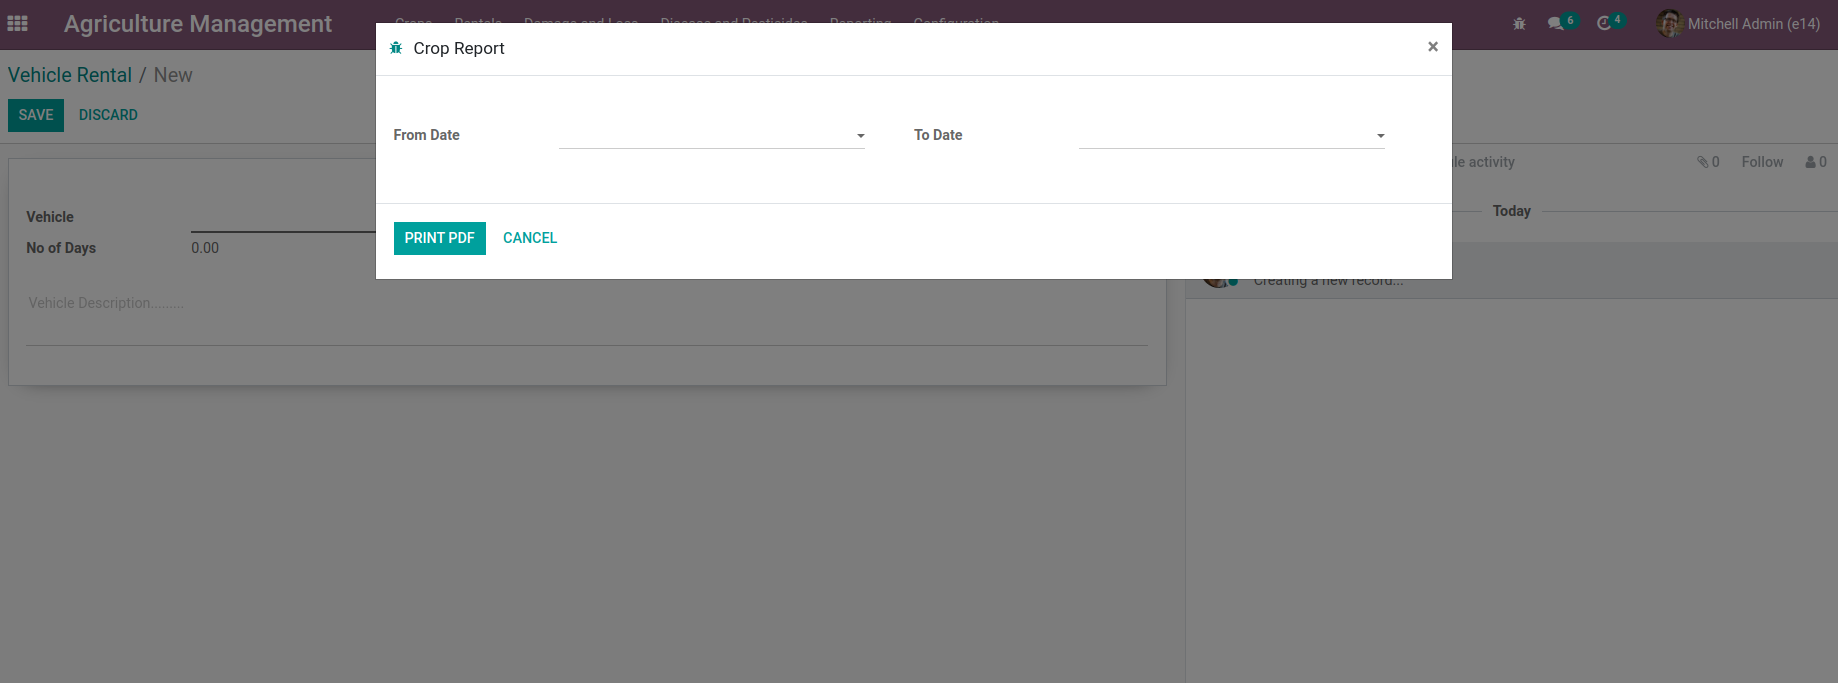 Agriculture Management
Crops Rentals Damage and Loss Disease and Pesticides Reporting Configuration
6 4 Mitchell Admin (e14)
Crop Report ×
Vehicle Rental / New
SAVE DISCARD
From Date To Date
activity 0 Follow 0
Today
Vehicle
No of Days 0.00
PRINT PDF CANCEL
Creating a new record...
Vehicle Description.........